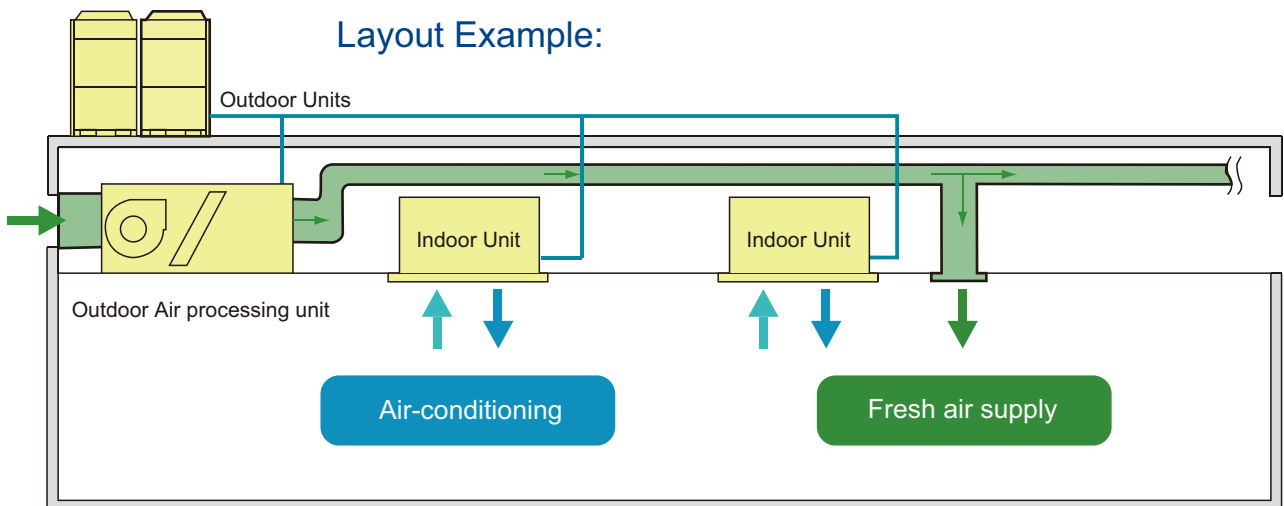 Layout Example:
Outdoor Units
Indoor Unit
Indoor Unit
Outdoor Air processing unit
Air-conditioning
Fresh air supply